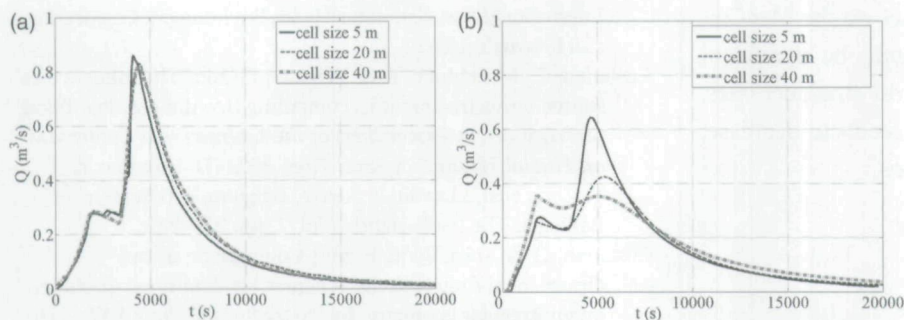 (a)
cell size 5 m
cell size 20 m
cell size 40 m
Q (m³/s)
1
0.8
0.6
0.4
0.2
0
0 5000 10000 15000 20000
t (s)
(b)
cell size 5 m
cell size 20 m
cell size 40 m
Q (m³/s)
1
0.8
0.6
0.4
0.2
0
0 5000 10000 15000 20000
t (s)